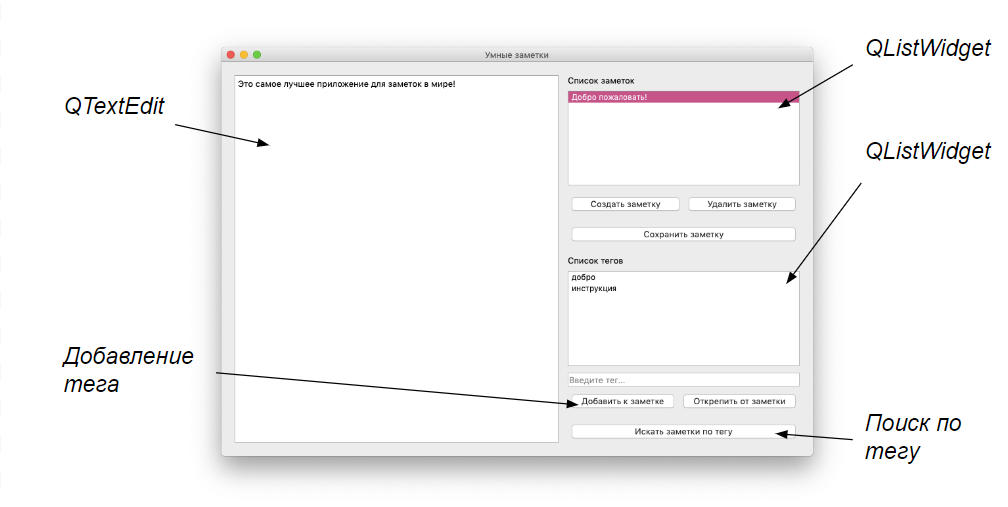 QListWidget
Умные заметки
QTextEdit
Это самое лучшее приложение для заметок в мире!
Список заметок
Добро пожаловать!
QListWidget
Создать заметку
Удалить заметку
Сохранить заметку
Список тегов
добро
инструкция
Добавление
тега
Введите тег...
Добавить к заметке
Открепить от заметки
Искать заметки по тегу
Поиск по
тегу